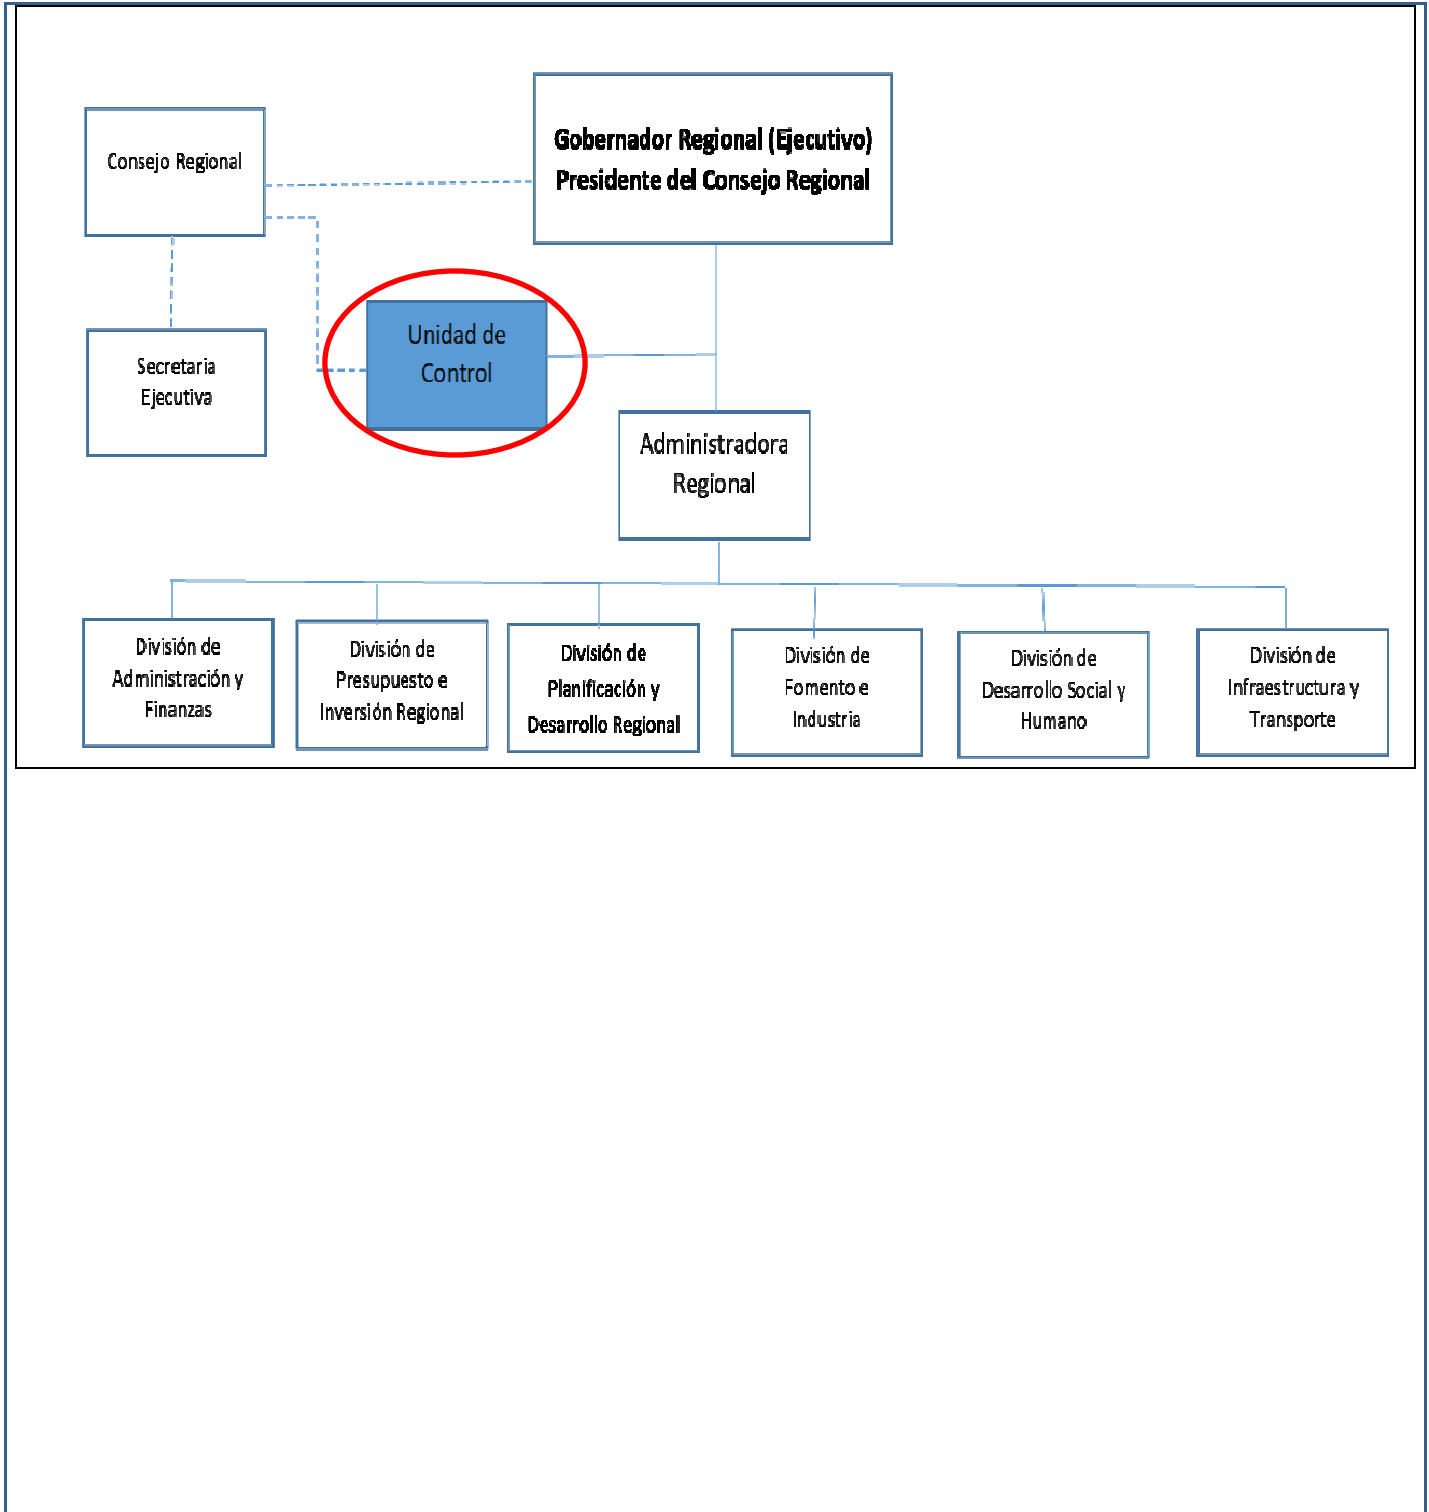 Gobernador Regional (Ejecutivo)
Presidente del Consejo Regional
Consejo Regional
Unidad de
Control
Secretaria
Ejecutiva
Administradora
Regional
División de
Administración y
Finanzas
División de
Presupuesto e
Inversión Regional
División de
Planificación y
Desarrollo Regional
División de
Fomento e
Industria
División de
Desarrollo Social y
Humano
División de
Infraestructura y
Transporte